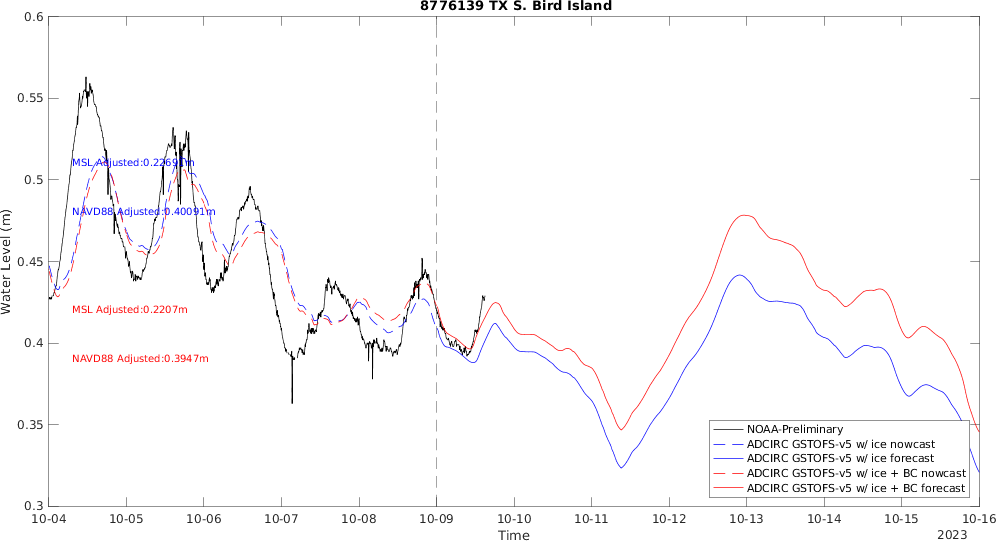 8776139 TX S. Bird Island
Water Level (m)
0.6
0.55
0.5
0.45
0.4
0.35
0.3
MSL Adjusted:0.22691m
NAVD88 Adjusted:0.40091m
MSL Adjusted:0.2207m
NAVD88 Adjusted:0.3947m
NOAA-Preliminary
ADCIRC GSTOFS-v5 w/ ice nowcast
ADCIRC GSTOFS-v5 w/ ice forecast
ADCIRC GSTOFS-v5 w/ ice + BC nowcast
ADCIRC GSTOFS-v5 w/ ice + BC forecast
10-04 10-05 10-06 10-07 10-08 10-09 10-10 10-11 10-12 10-13 10-14 10-15 10-16
Time
2023